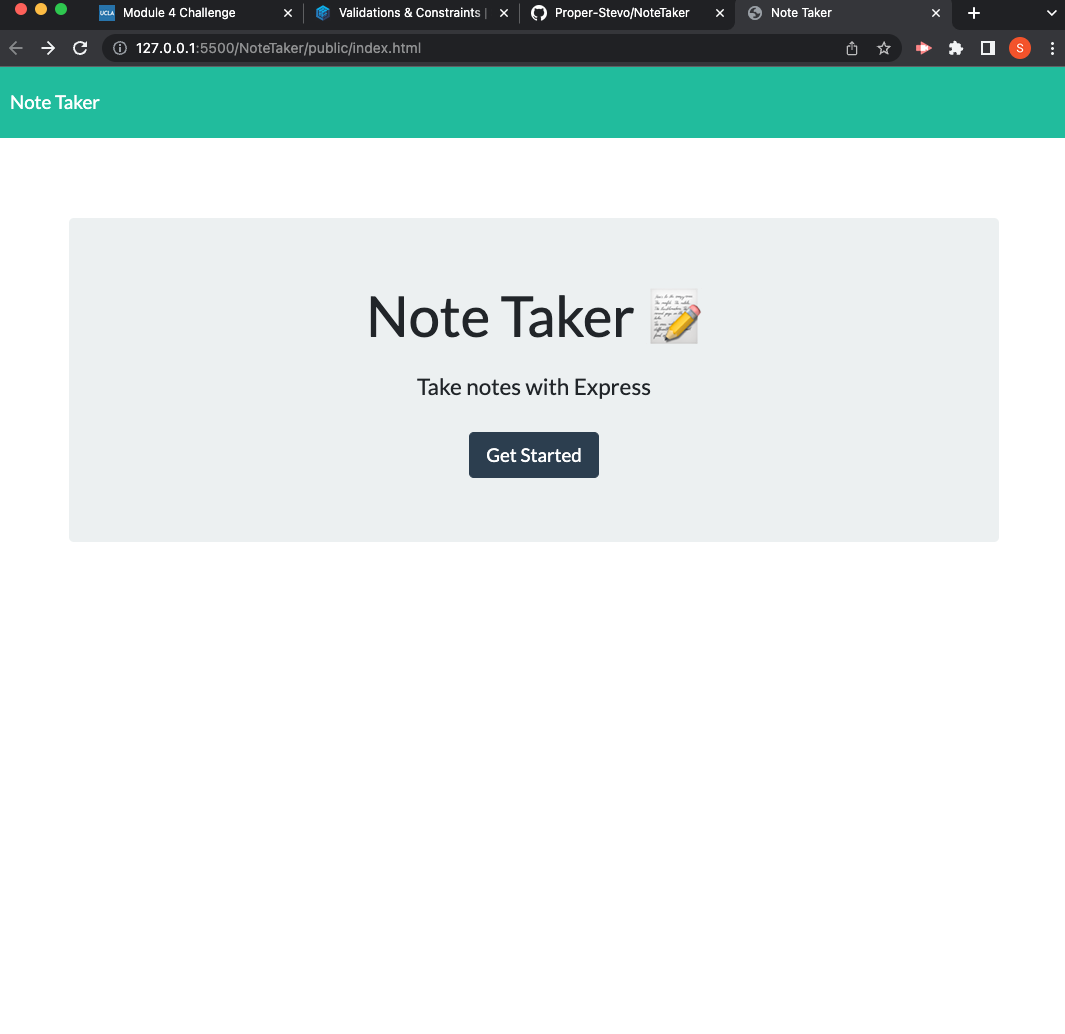 UCLA Module 4 Challenge
Validations & Constraints |
Proper-Stevo/NoteTaker
Note Taker
127.0.0.1:5500/NoteTaker/public/index.html
S
Note Taker
Note Taker
Take notes with Express
Get Started